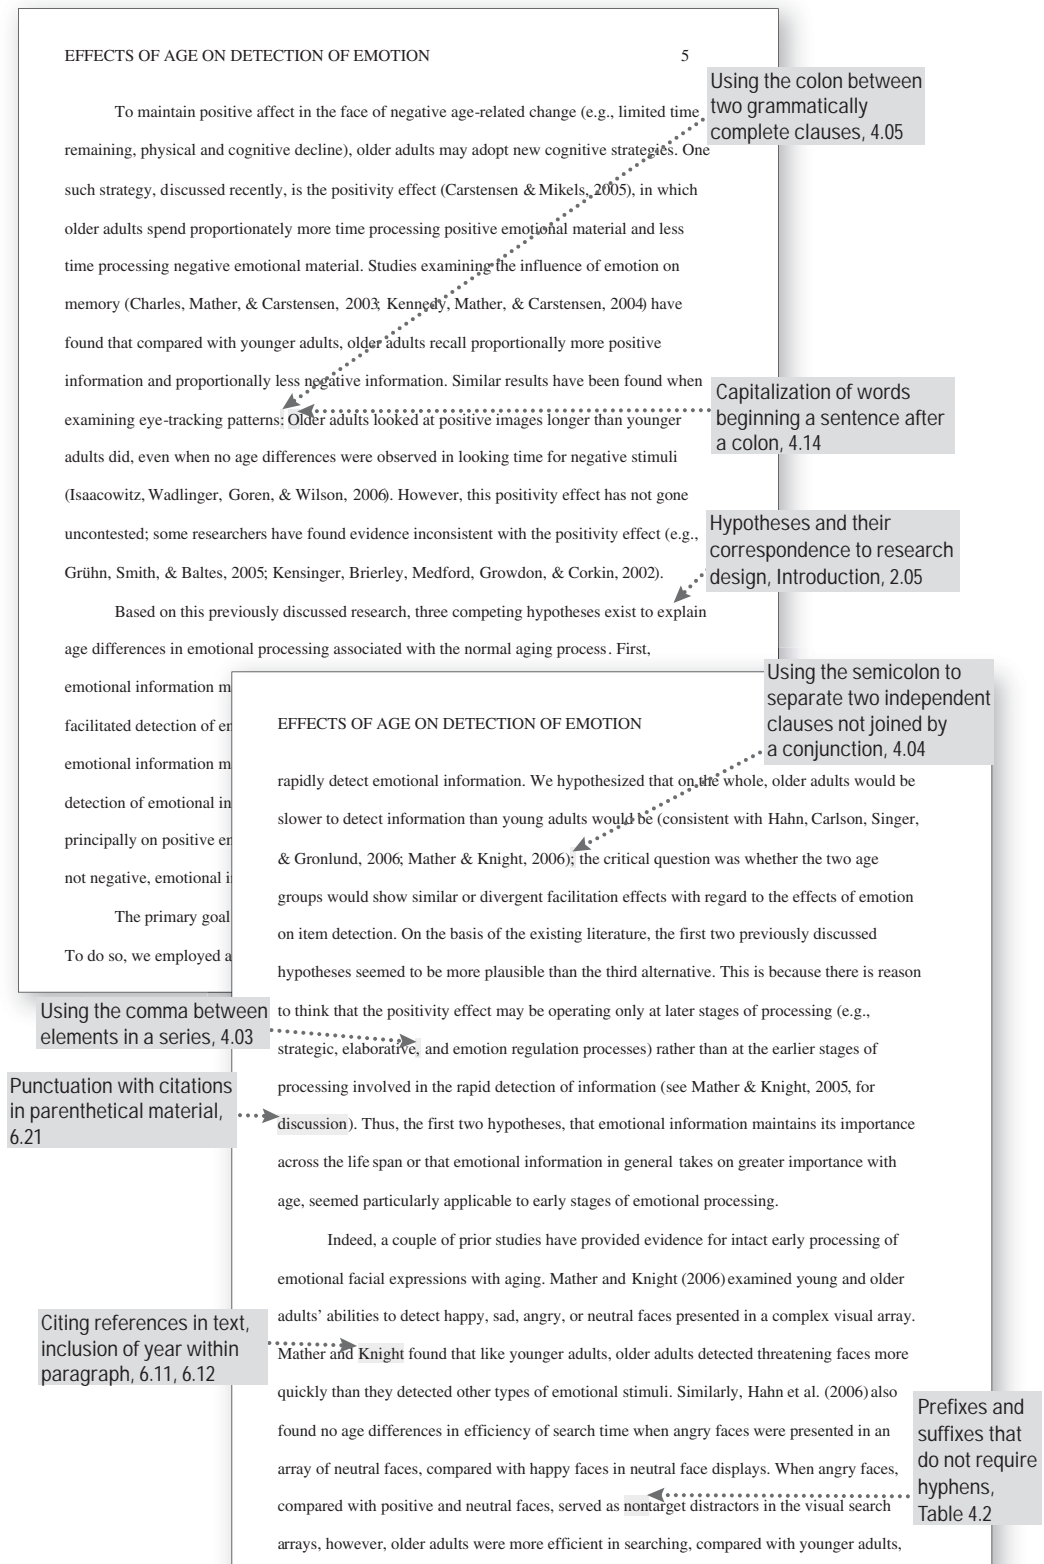 EFFECTS OF AGE ON DETECTION OF EMOTION 5
To maintain positive affect in the face of negative age-related change (e.g., limited time
remaining, physical and cognitive decline), older adults may adopt new cognitive strategies. One
such strategy, discussed recently, is the positivity effect (Carstensen & Mikels, 2005), in which
older adults spend proportionately more time processing positive emotional material and less
time processing negative emotional material. Studies examining the influence of emotion on
memory (Charles, Mather, & Carstensen, 2003; Kennedy, Mather, & Carstensen, 2004) have
found that compared with younger adults, older adults recall proportionally more positive
information and proportionally less negative information. Similar results have been found when
examining eye-tracking patterns: Older adults looked at positive images longer than younger
adults did, even when no age differences were observed in looking time for negative stimuli
(Isaacowitz, Wadlinger, Goren, & Wilson, 2006). However, this positivity effect has not gone
uncontested; some researchers have found evidence inconsistent with the positivity effect (e.g.,
Grühn, Smith, & Baltes, 2005; Kensinger, Brierley, Medford, Growdon, & Corkin, 2002).
Based on this previously discussed research, three competing hypotheses exist to explain
age differences in emotional processing associated with the normal aging process. First,
emotional information m
facilitated detection of em
emotional information m
detection of emotional in
principally on positive em
not negative, emotional i
The primary goal
To do so, we employed a
Using the colon between
two grammatically
complete clauses, 4.05
Capitalization of words
beginning a sentence after
a colon, 4.14
Hypotheses and their
correspondence to research
design, Introduction, 2.05
Using the semicolon to
separate two independent
clauses not joined by
a conjunction, 4.04
EFFECTS OF AGE ON DETECTION OF EMOTION
rapidly detect emotional information. We hypothesized that on the whole, older adults would be
slower to detect information than young adults would be (consistent with Hahn, Carlson, Singer,
& Gronlund, 2006; Mather & Knight, 2006); the critical question was whether the two age
groups would show similar or divergent facilitation effects with regard to the effects of emotion
on item detection. On the basis of the existing literature, the first two previously discussed
hypotheses seemed to be more plausible than the third alternative. This is because there is reason
to think that the positivity effect may be operating only at later stages of processing (e.g.,
strategic, elaborative, and emotion regulation processes) rather than at the earlier stages of
processing involved in the rapid detection of information (see Mather & Knight, 2005, for
discussion). Thus, the first two hypotheses, that emotional information maintains its importance
across the life span or that emotional information in general takes on greater importance with
age, seemed particularly applicable to early stages of emotional processing.
Indeed, a couple of prior studies have provided evidence for intact early processing of
emotional facial expressions with aging. Mather and Knight (2006) examined young and older
adults' abilities to detect happy, sad, angry, or neutral faces presented in a complex visual array.
Mather and Knight found that like younger adults, older adults detected threatening faces more
quickly than they detected other types of emotional stimuli. Similarly, Hahn et al. (2006) also
found no age differences in efficiency of search time when angry faces were presented in an
array of neutral faces, compared with happy faces in neutral face displays. When angry faces,
compared with positive and neutral faces, served as nontarget distractors in the visual search
arrays, however, older adults were more efficient in searching, compared with younger adults,
Using the comma between
elements in a series, 4.03
Punctuation with citations
in parenthetical material,
6.21
Citing references in text,
inclusion of year within
paragraph, 6.11, 6.12
Prefixes and
suffixes that
do not require
hyphens,
Table 4.2